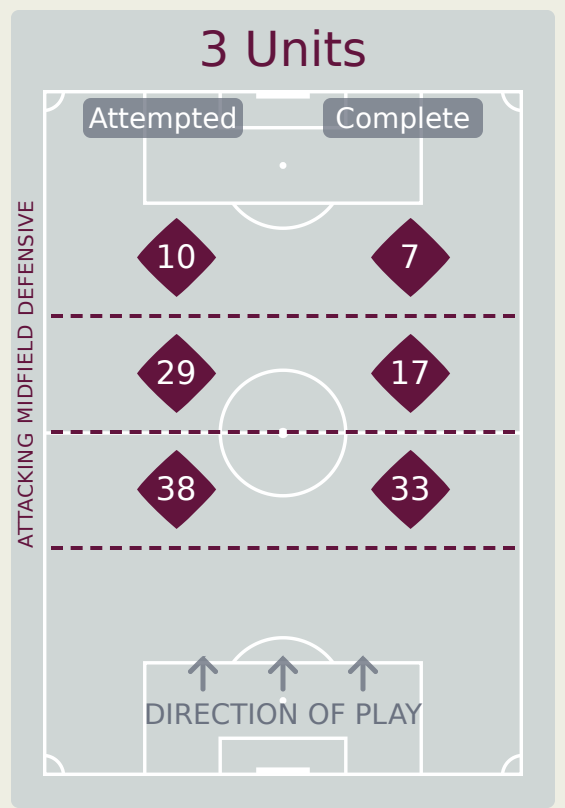 3 Units
Attempted Complete
10 7
29 17
38 33
ATTACKING MIDFIELD DEFENSIVE
DIRECTION OF PLAY